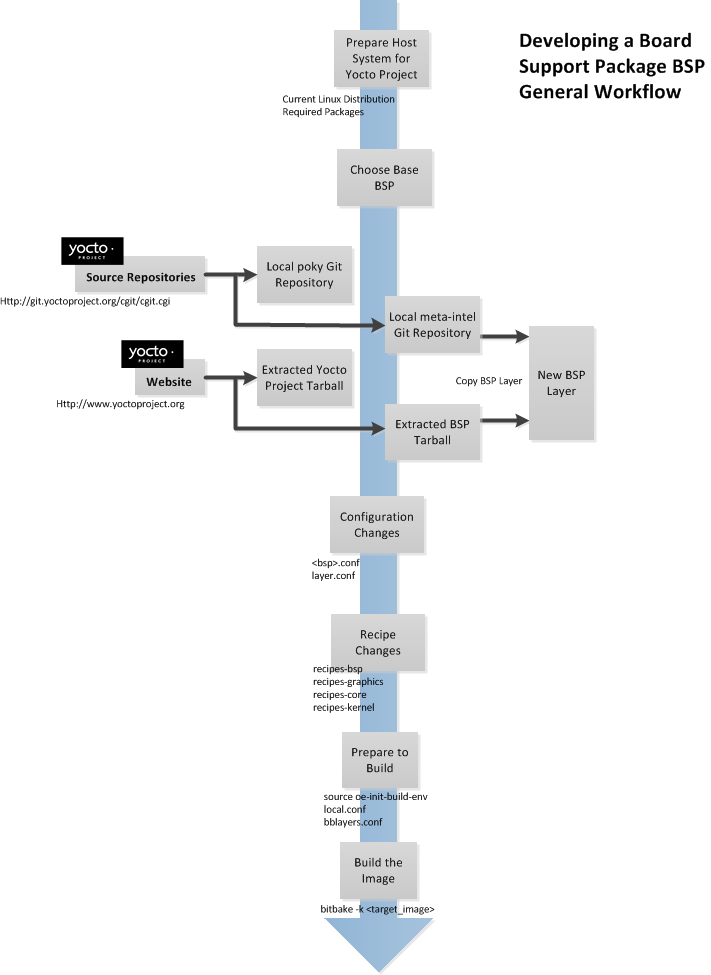 Developing a Board
Support Package BSP
General Workflow
Prepare Host
System for
Yocto Project
Current Linux Distribution
Required Packages
Choose Base
BSP
yocto ·
PROJECT
Source Repositories
Http://git.yoctoproject.org/cgit/cgit.cgi
Local poky Git
Repository
Local meta-intel
Git Repository
yocto ·
PROJECT
Website
Http://www.yoctoproject.org
Extracted Yocto
Project Tarball
Extracted BSP
Tarball
Copy BSP Layer
New BSP
Layer
Configuration
Changes
<bsp>.conf
layer.conf
Recipe
Changes
recipes-bsp
recipes-graphics
recipes-core
recipes-kernel
Prepare to
Build
source oe-init-build-env
local.conf
bblayers.conf
Build the
Image
bitbake -k <target_image>